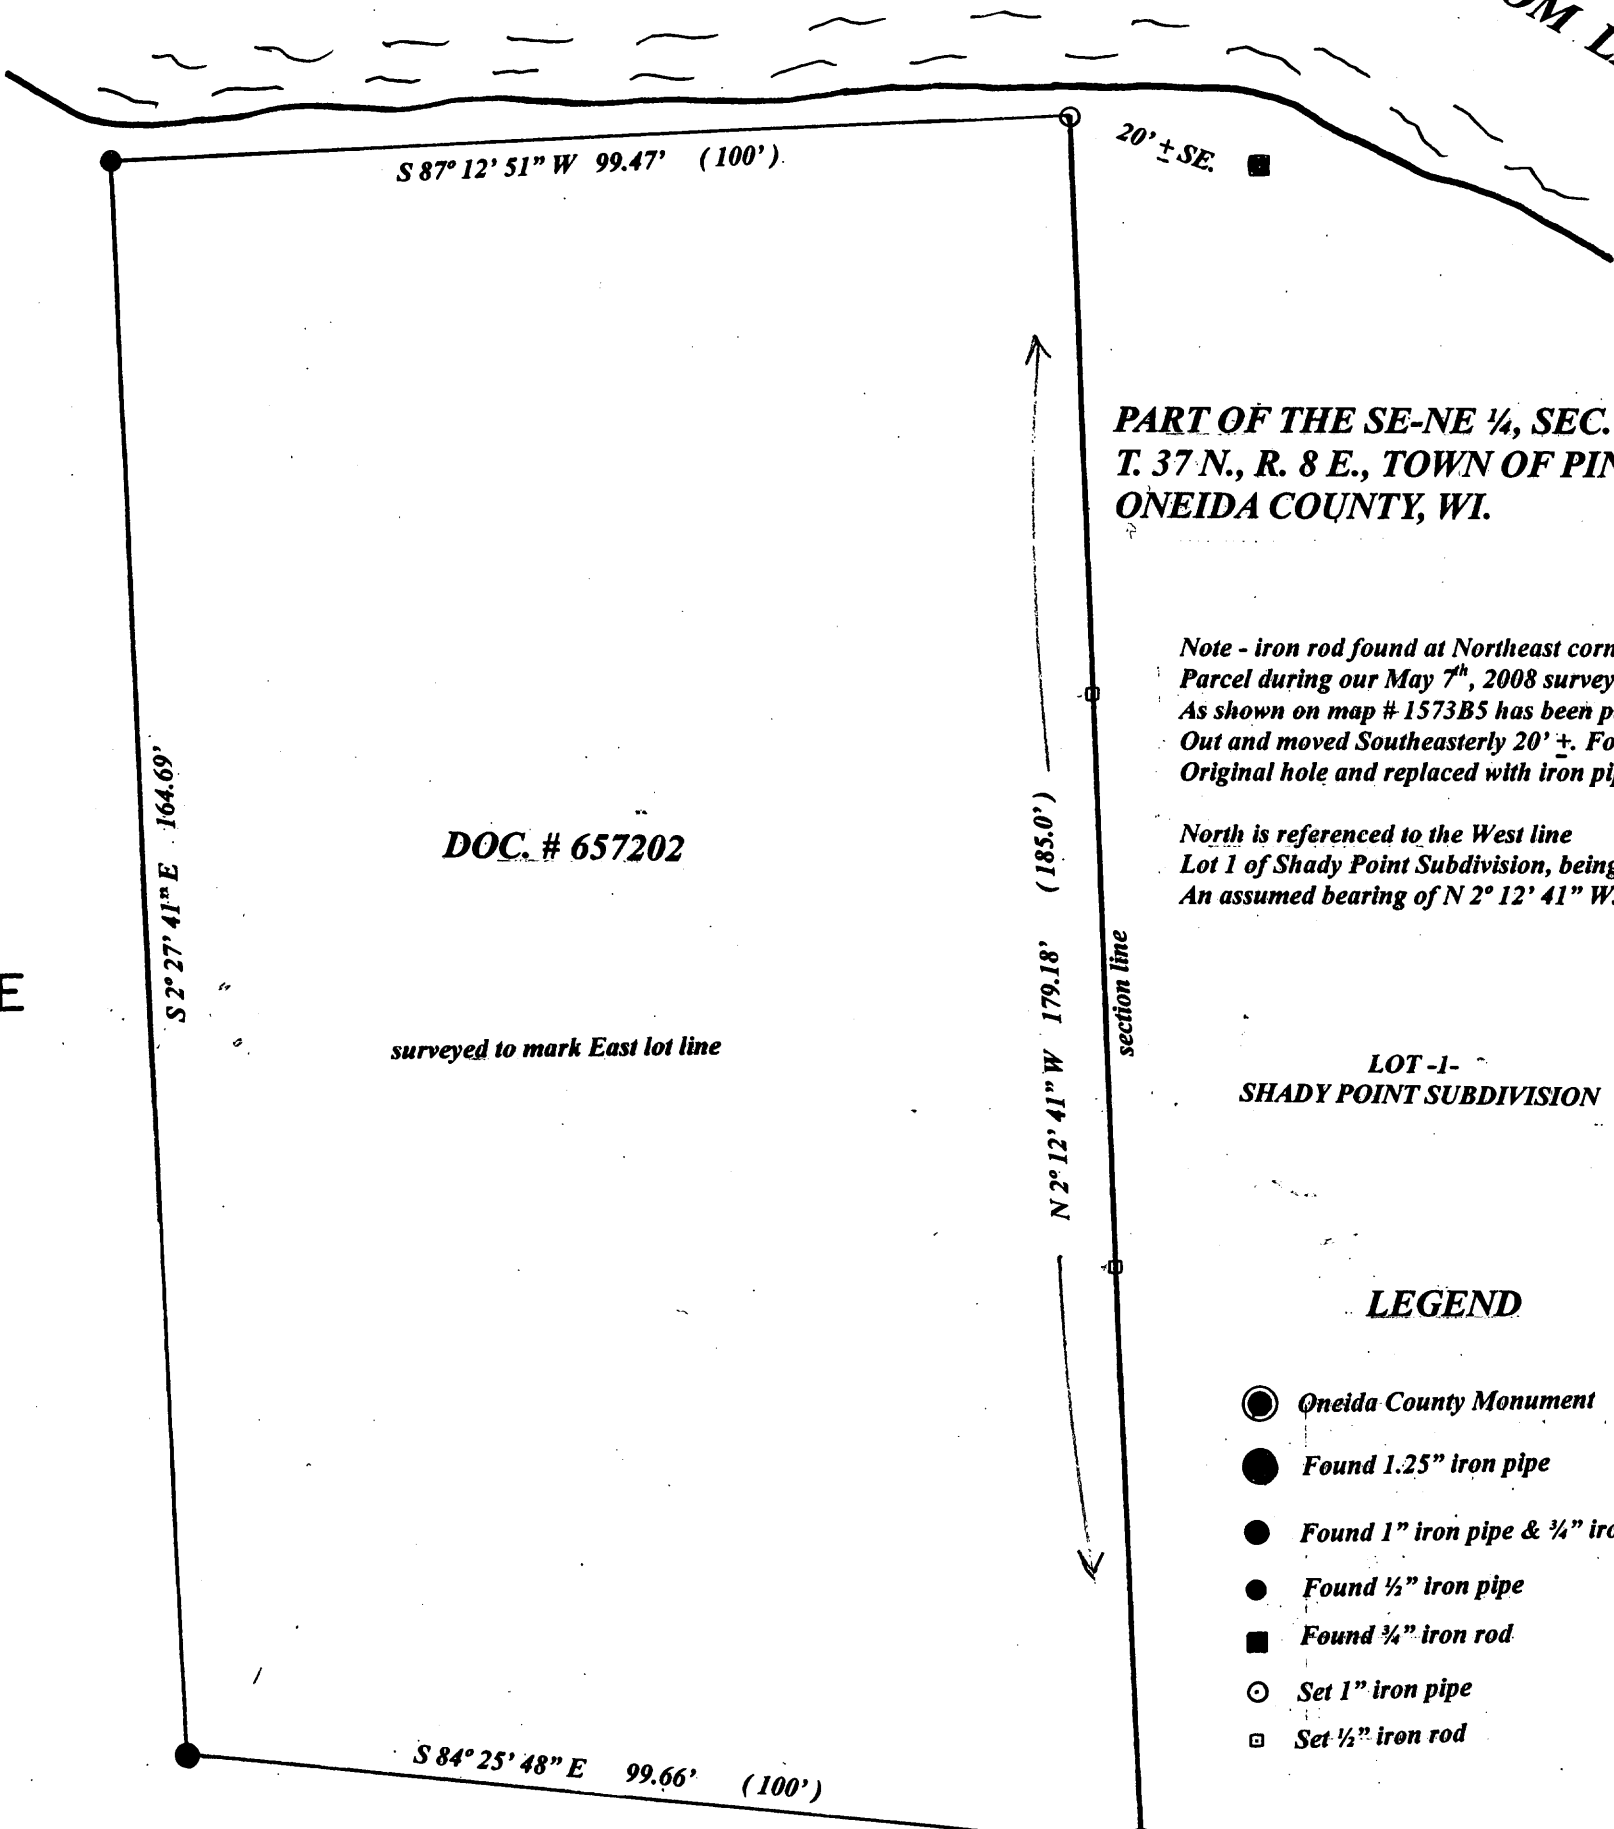 OM L
S 87° 12' 51" W 99.47' (100')
20' ± SE.
PART OF THE SE-NE ¼, SEC.
T. 37 N., R. 8 E., TOWN OF PIN
ONEIDA COUNTY, WI.
Note - iron rod found at Northeast corn
Parcel during our May 7th, 2008 survey
As shown on map # 1573B5 has been p
Out and moved Southeasterly 20' ±. Fo
Original hole and replaced with iron pi
North is referenced to the West line
Lot 1 of Shady Point Subdivision, being
An assumed bearing of N 2° 12' 41" W.
S 2° 27' 41" E 164.69'
DOC. # 657202
surveyed to mark East lot line
N 2° 12' 41" W 179.18' (185.0')
section line
E
LOT -1-
SHADY POINT SUBDIVISION
LEGEND
Oneida County Monument
Found 1.25" iron pipe
Found 1" iron pipe & ¾" iro
Found ½" iron pipe
Found ¾" iron rod
Set 1" iron pipe
Set ½" iron rod
S 84° 25' 48" E 99.66' (100')